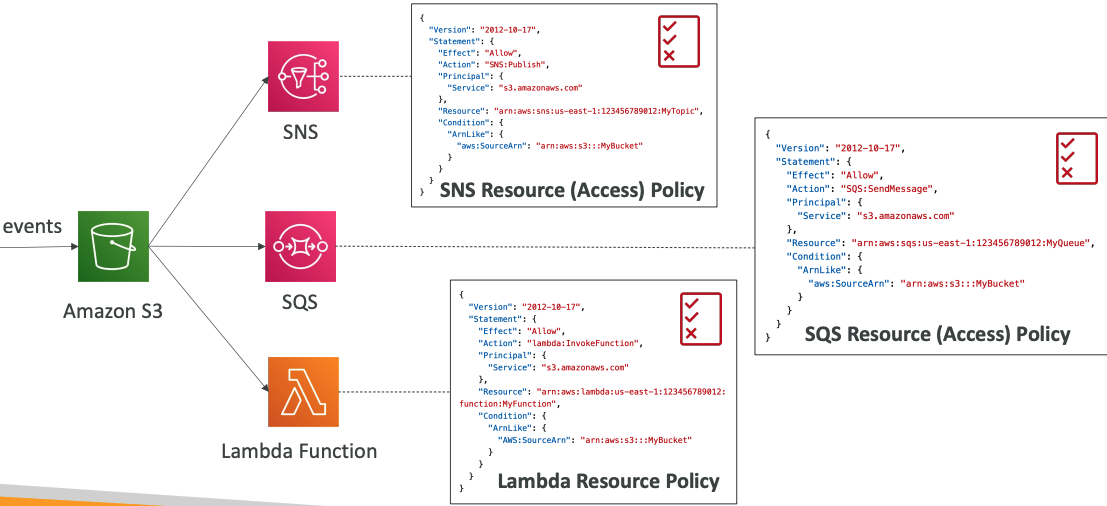 events
Amazon S3
SNS
{
  "Version": "2012-10-17",
  "Statement": {
    "Effect": "Allow",
    "Action": "SNS:Publish",
    "Principal": {
      "Service": "s3.amazonaws.com"
    },
    "Resource": "arn:aws:sns:us-east-1:123456789012:MyTopic",
    "Condition": {
      "ArnLike": {
        "aws:SourceArn": "arn:aws:s3:::MyBucket"
      }
    }
  }
}
SNS Resource (Access) Policy
SQS
{
  "Version": "2012-10-17",
  "Statement": {
    "Effect": "Allow",
    "Action": "SQS:SendMessage",
    "Principal": {
      "Service": "s3.amazonaws.com"
    },
    "Resource": "arn:aws:sqs:us-east-1:123456789012:MyQueue",
    "Condition": {
      "ArnLike": {
        "aws:SourceArn": "arn:aws:s3:::MyBucket"
      }
    }
  }
}
SQS Resource (Access) Policy
Lambda Function
{
  "Version": "2012-10-17",
  "Statement": {
    "Effect": "Allow",
    "Action": "lambda:InvokeFunction",
    "Principal": {
      "Service": "s3.amazonaws.com"
    },
    "Resource": "arn:aws:lambda:us-east-1:123456789012:
function:MyFunction",
    "Condition": {
      "ArnLike": {
        "AWS:SourceArn": "arn:aws:s3:::MyBucket"
      }
    }
  }
}
Lambda Resource Policy